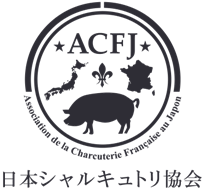 ACFJ
Association de la Charcuterie Française au Japon
日本シャルキュトリ協会